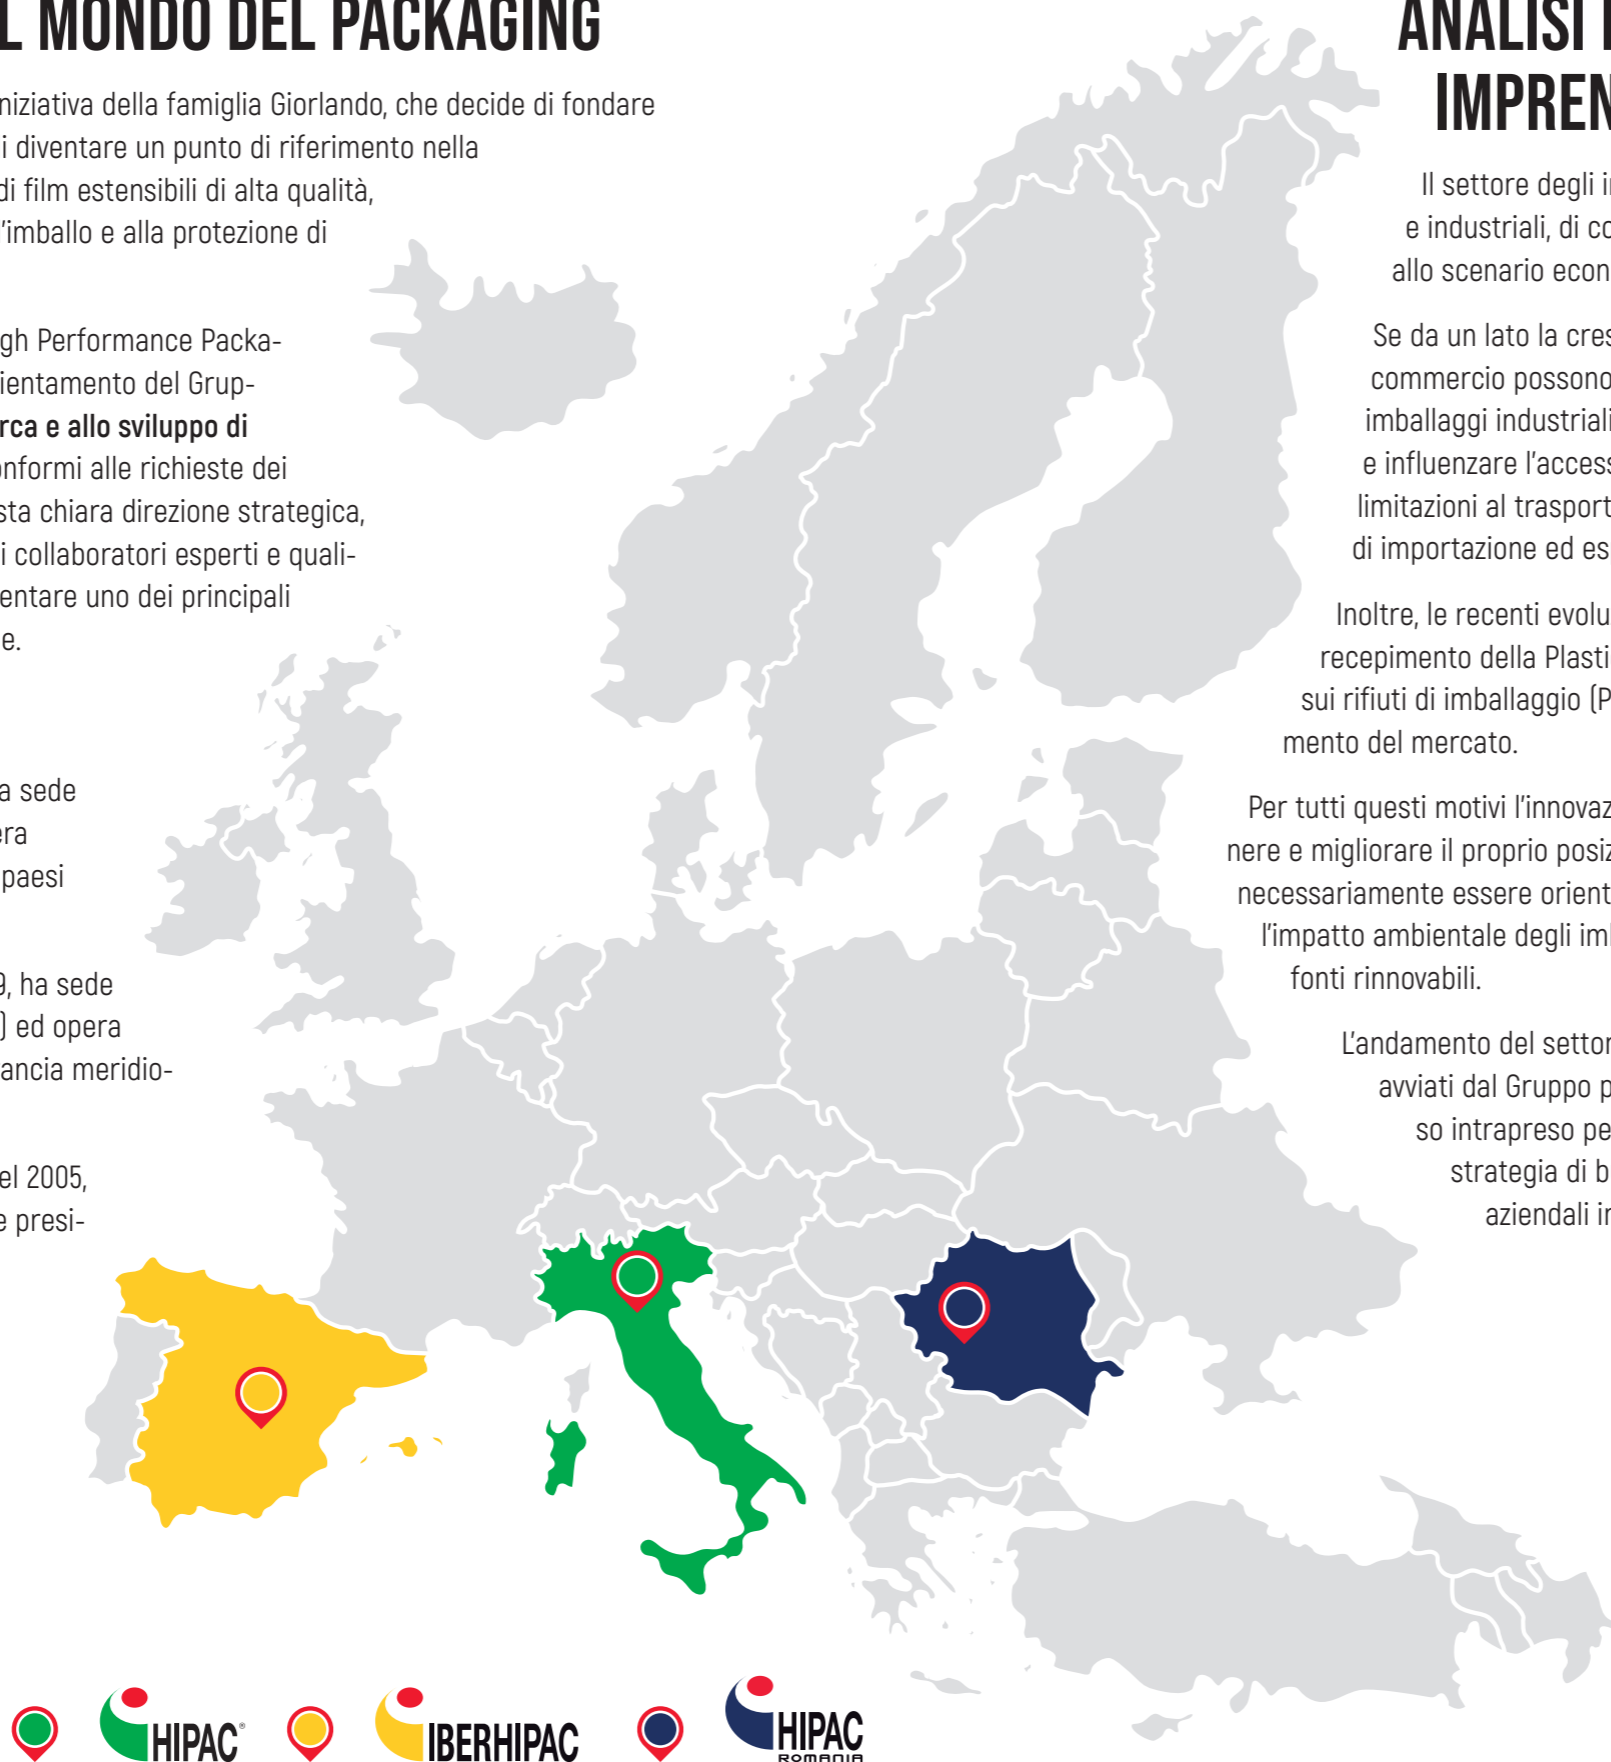 L MONDO DEL PACKAGING
niziativa della famiglia Giorlando, che decide di fondare
i diventare un punto di riferimento nella
di film estensibili di alta qualità,
l'imballo e alla protezione di
gh Performance Packa-
ientamento del Grup-
rca e allo sviluppo di
onformi alle richieste dei
sta chiara direzione strategica,
i collaboratori esperti e quali-
entare uno dei principali
e.
a sede
era
paesi
9, ha sede
) ed opera
ancia meridio-
el 2005,
e presi-
ANALISI
IMPREN
Il settore degli i
e industriali, di co
allo scenario econ
Se da un lato la cres
commercio possono
imballaggi industriali
e influenzare l'access
limitazioni al trasport
di importazione ed es
Inoltre, le recenti evolu
recepimento della Plasti
sui rifiuti di imballaggio (P
mento del mercato.
Per tutti questi motivi l'innovaz
nere e migliorare il proprio posiz
necessariamente essere orient
l'impatto ambientale degli imb
fonti rinnovabili.
L'andamento del settor
avviati dal Gruppo p
so intrapreso pe
strategia di b
aziendali in
HIPAC®
IBERHIPAC
HIPAC
ROMANIA